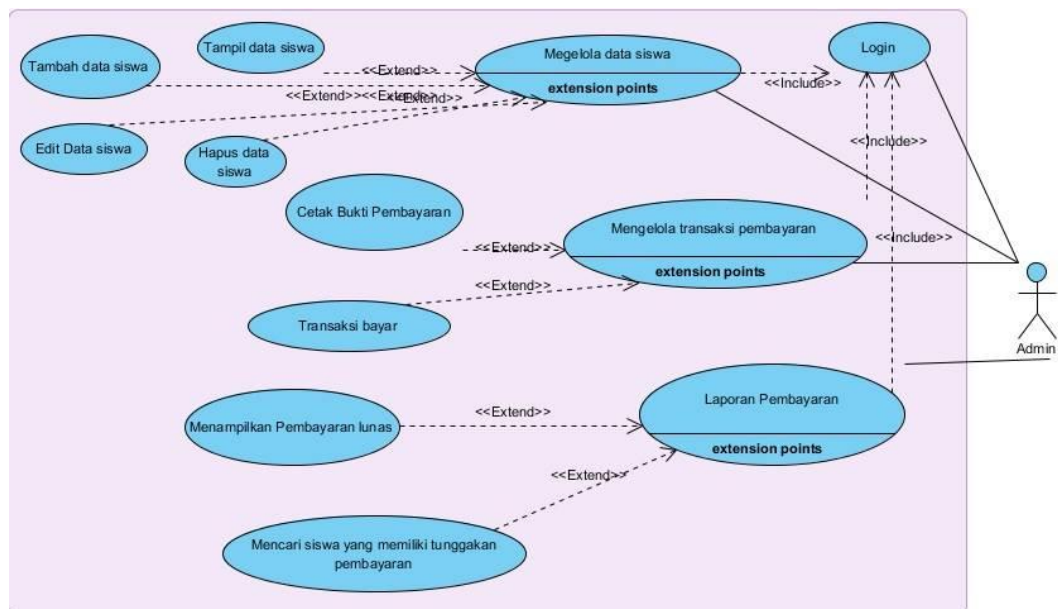 Tampil data siswa
Tambah data siswa
Megelola data siswa
extension points
Login
<<Extend>>
<<Extend>>
<<Extend>>
<<Extend>>
<<Include>>
Edit Data siswa
Hapus data
siswa
<<Include>>
Cetak Bukti Pembayaran
Mengelola transaksi pembayaran
extension points
<<Extend>>
<<Include>>
<<Extend>>
Transaksi bayar
Admin
Laporan Pembayaran
extension points
<<Extend>>
Menampilkan Pembayaran lunas
<<Extend>>
Mencari siswa yang memiliki tunggakan
pembayaran